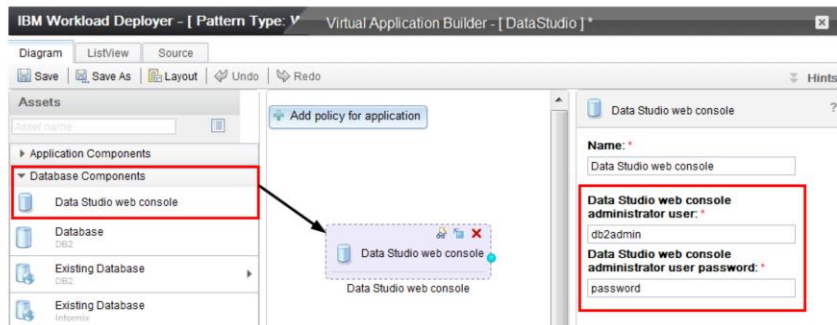 IBM Workload Deployer - [ Pattern Type: V
Virtual Application Builder - [ DataStudio ] *
Diagram
ListView
Source
Save
Save As
Layout
Undo
Redo
Hints
Assets
Asset name
Application Components
Database Components
Data Studio web console
Database
DB2
Existing Database
DB2
Existing Database
Informix
Add policy for application
Data Studio web console
Data Studio web console
Data Studio web console
?
Name: *
Data Studio web console
Data Studio web console
administrator user: *
db2admin
Data Studio web console
administrator user password: *
password